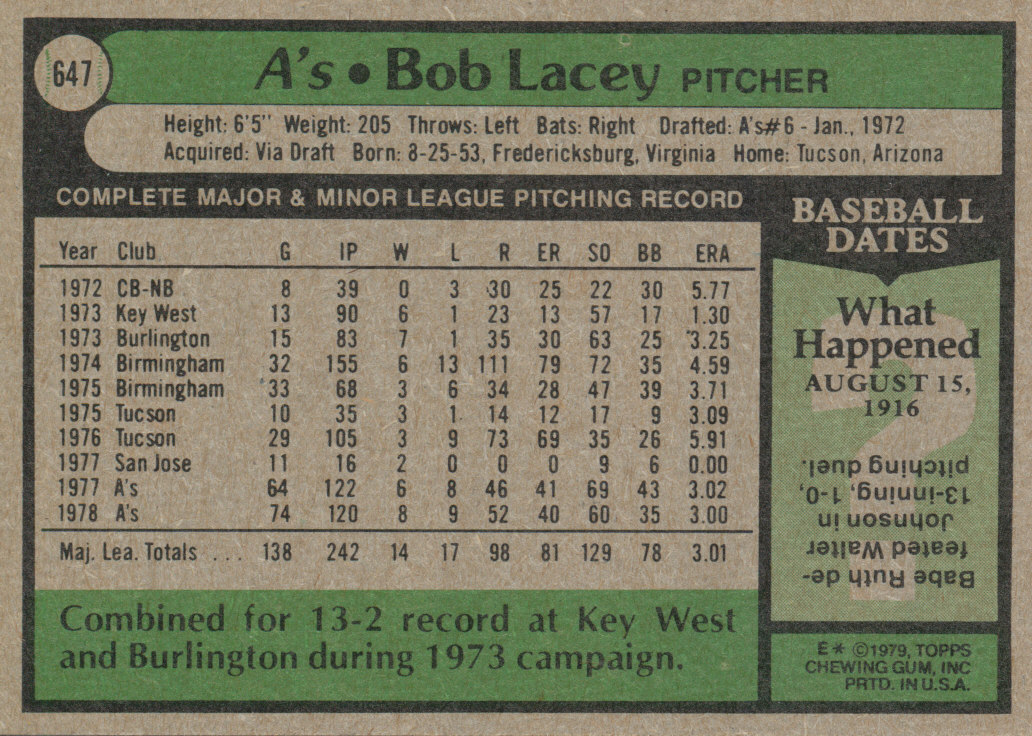 647
A's • Bob Lacey PITCHER
Height: 6'5" Weight: 205 Throws: Left Bats: Right Drafted: A's#6 - Jan., 1972
Acquired: Via Draft Born: 8-25-53, Fredericksburg, Virginia Home: Tucson, Arizona
COMPLETE MAJOR & MINOR LEAGUE PITCHING RECORD
Year Club G IP W L R ER SO BB ERA
1972 CB-NB 8 39 0 3 30 25 22 30 5.77
1973 Key West 13 90 6 1 23 13 57 17 1.30
1973 Burlington 15 83 7 1 35 30 63 25 3.25
1974 Birmingham 32 155 6 13 111 79 72 35 4.59
1975 Birmingham 33 68 3 6 34 28 47 39 3.71
1975 Tucson 10 35 3 1 14 12 17 9 3.09
1976 Tucson 29 105 3 9 73 69 35 26 5.91
1977 San Jose 11 16 2 0 0 0 9 6 0.00
1977 A's 64 122 6 8 46 41 69 43 3.02
1978 A's 74 120 8 9 52 40 60 35 3.00
Maj. Lea. Totals ... 138 242 14 17 98 81 129 78 3.01
Combined for 13-2 record at Key West
and Burlington during 1973 campaign.
BASEBALL
DATES
What
Happened
AUGUST 15,
1916
?
Babe Ruth de-
feated Walter
Johnson in
13-inning, 1-0,
pitching duel.
E* ©1979, TOPPS
CHEWING GUM, INC
PRTD. IN U.S.A.